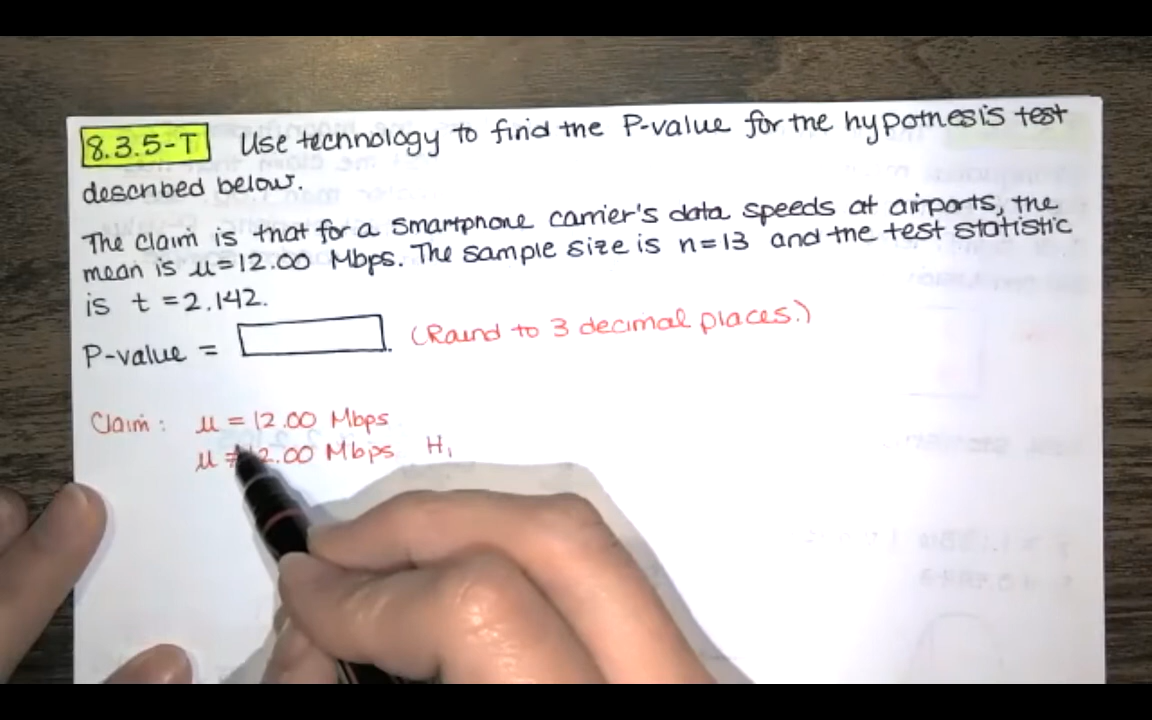 8.3.5-T Use technology to find the P-value for the hypothesis test
described below.
The claim is that for a smartphone carrier's data speeds at airports, the
mean is μ=12.00 Mbps. The sample size is n=13 and the test statistic
is t=2.142.
P-value = (Round to 3 decimal places.)
Claim: μ = 12.00 Mbps
μ ≠ 12.00 Mbps H₁